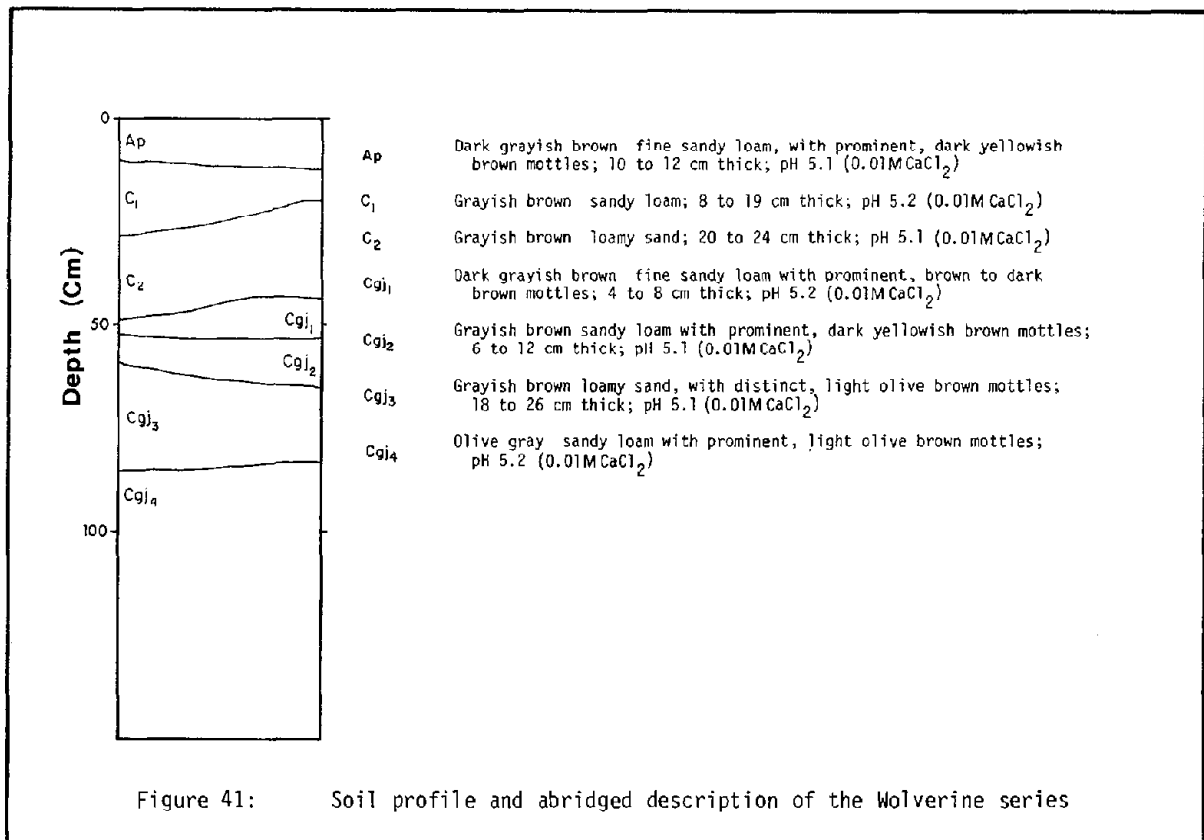 0
Ap
C₁
C₂
Cgj₁
50
Cgj₂
Cgj₃
Cgj₄
100
Depth (Cm)
Ap Dark grayish brown fine sandy loam, with prominent, dark yellowish
brown mottles; 10 to 12 cm thick; pH 5.1 (0.01M CaCl₂)
C₁ Grayish brown sandy loam; 8 to 19 cm thick; pH 5.2 (0.01M CaCl₂)
C₂ Grayish brown loamy sand; 20 to 24 cm thick; pH 5.1 (0.01M CaCl₂)
Cgj₁ Dark grayish brown fine sandy loam with prominent, brown to dark
brown mottles; 4 to 8 cm thick; pH 5.2 (0.01M CaCl₂)
Cgj₂ Grayish brown sandy loam with prominent, dark yellowish brown mottles;
6 to 12 cm thick; pH 5.1 (0.01M CaCl₂)
Cgj₃ Grayish brown loamy sand, with distinct, light olive brown mottles;
18 to 26 cm thick; pH 5.1 (0.01M CaCl₂)
Cgj₄ Olive gray sandy loam with prominent, light olive brown mottles;
pH 5.2 (0.01M CaCl₂)
Figure 41: Soil profile and abridged description of the Wolverine series